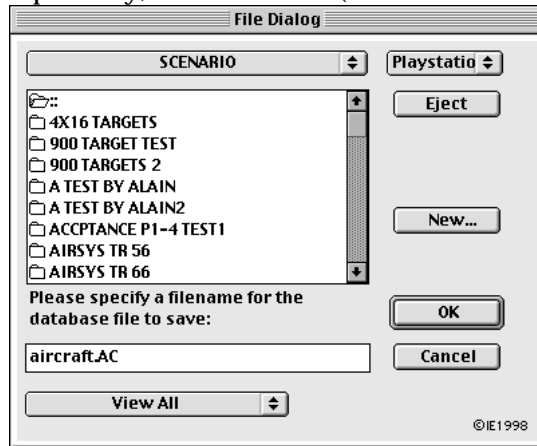 File Dialog
SCENARIO
Playstatio
::
4X16 TARGETS
900 TARGET TEST
900 TARGETS 2
A TEST BY ALAIN
A TEST BY ALAIN2
ACCPTANCE P1-4 TEST1
AIRSYS TR 56
AIRSYS TR 66
Eject
New...
Please specify a filename for the
database file to save:
OK
aircraft.AC
Cancel
View All
©IE1998